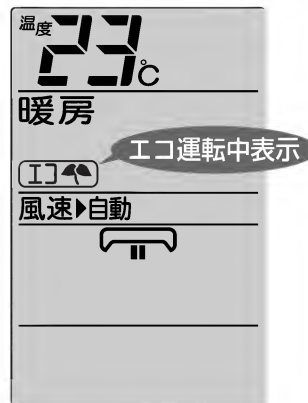 温度
23℃
暖房
エコ運転中表示
エコ
風速▶自動